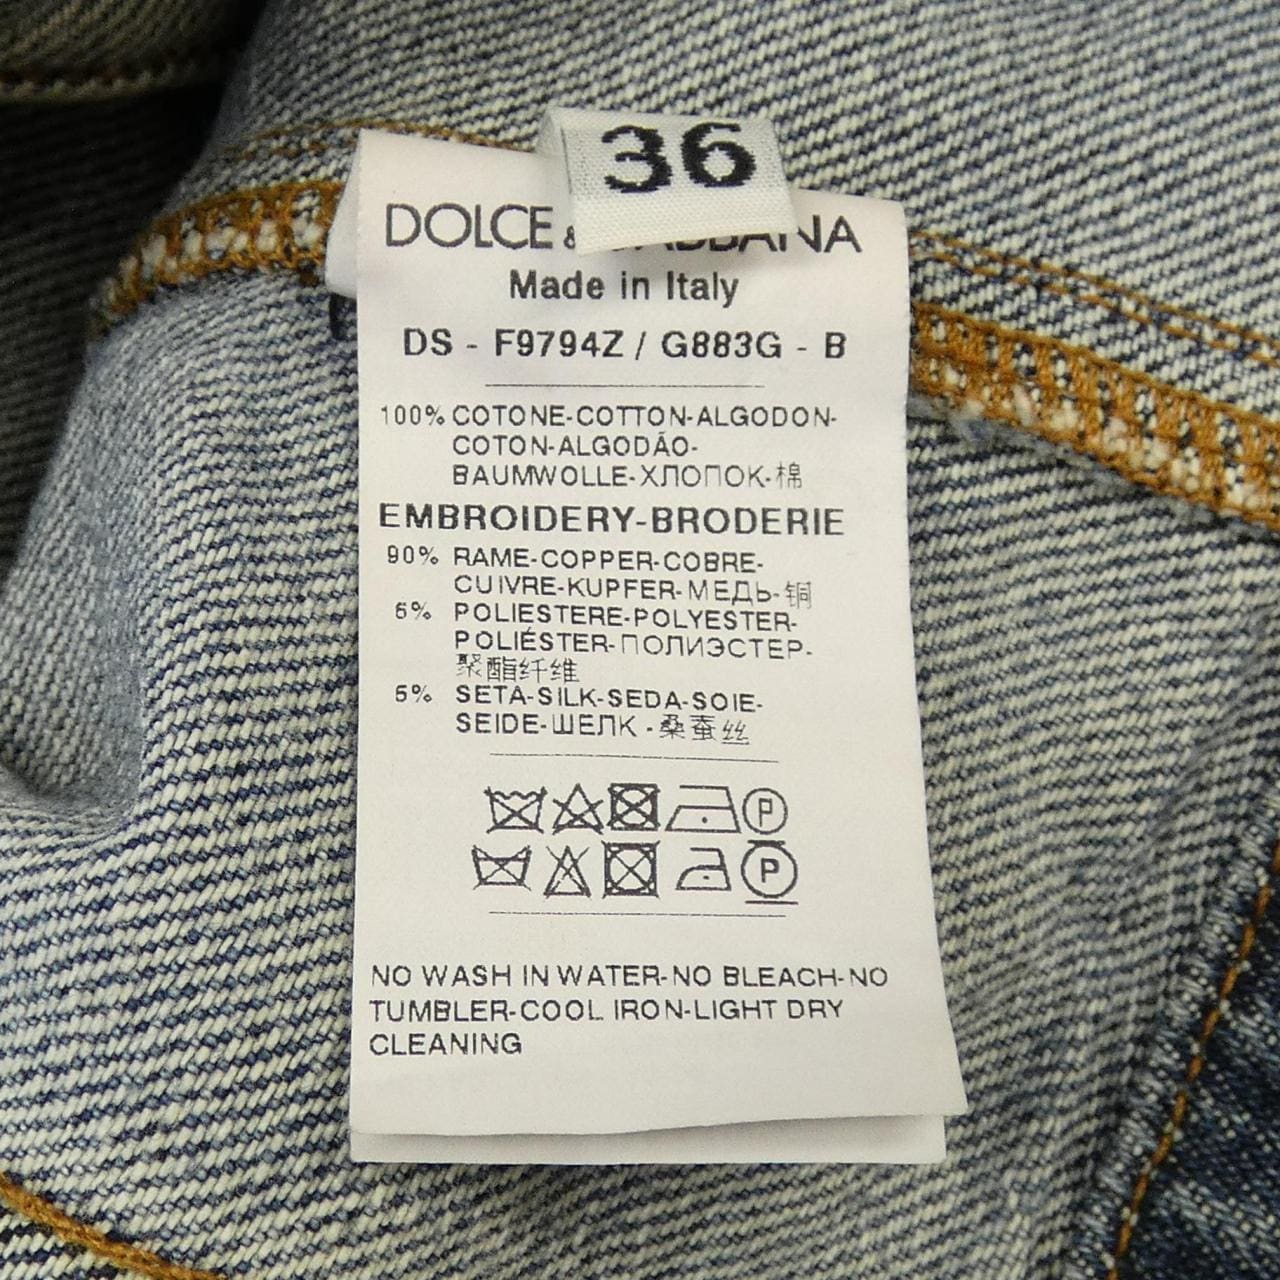 36
DOLCE & GABBANA
Made in Italy
DS - F9794Z / G883G - B
100% COTONE-COTTON-ALGODON-
COTON-ALGODÃO-
BAUMWOLLE-ХЛОПОК-棉
EMBROIDERY-BRODERIE
90% RAME-COPPER-COBRE-
CUIVRE-KUPFER-МЕДЬ-铜
5% POLIESTERE-POLYESTER-
POLIÉSTER-ПОЛИЭСТЕР-
聚酯纤维
5% SETA-SILK-SEDA-SOIE-
SEIDE-ШЕЛК-桑蚕丝
P
P
NO WASH IN WATER-NO BLEACH-NO
TUMBLER-COOL IRON-LIGHT DRY
CLEANING